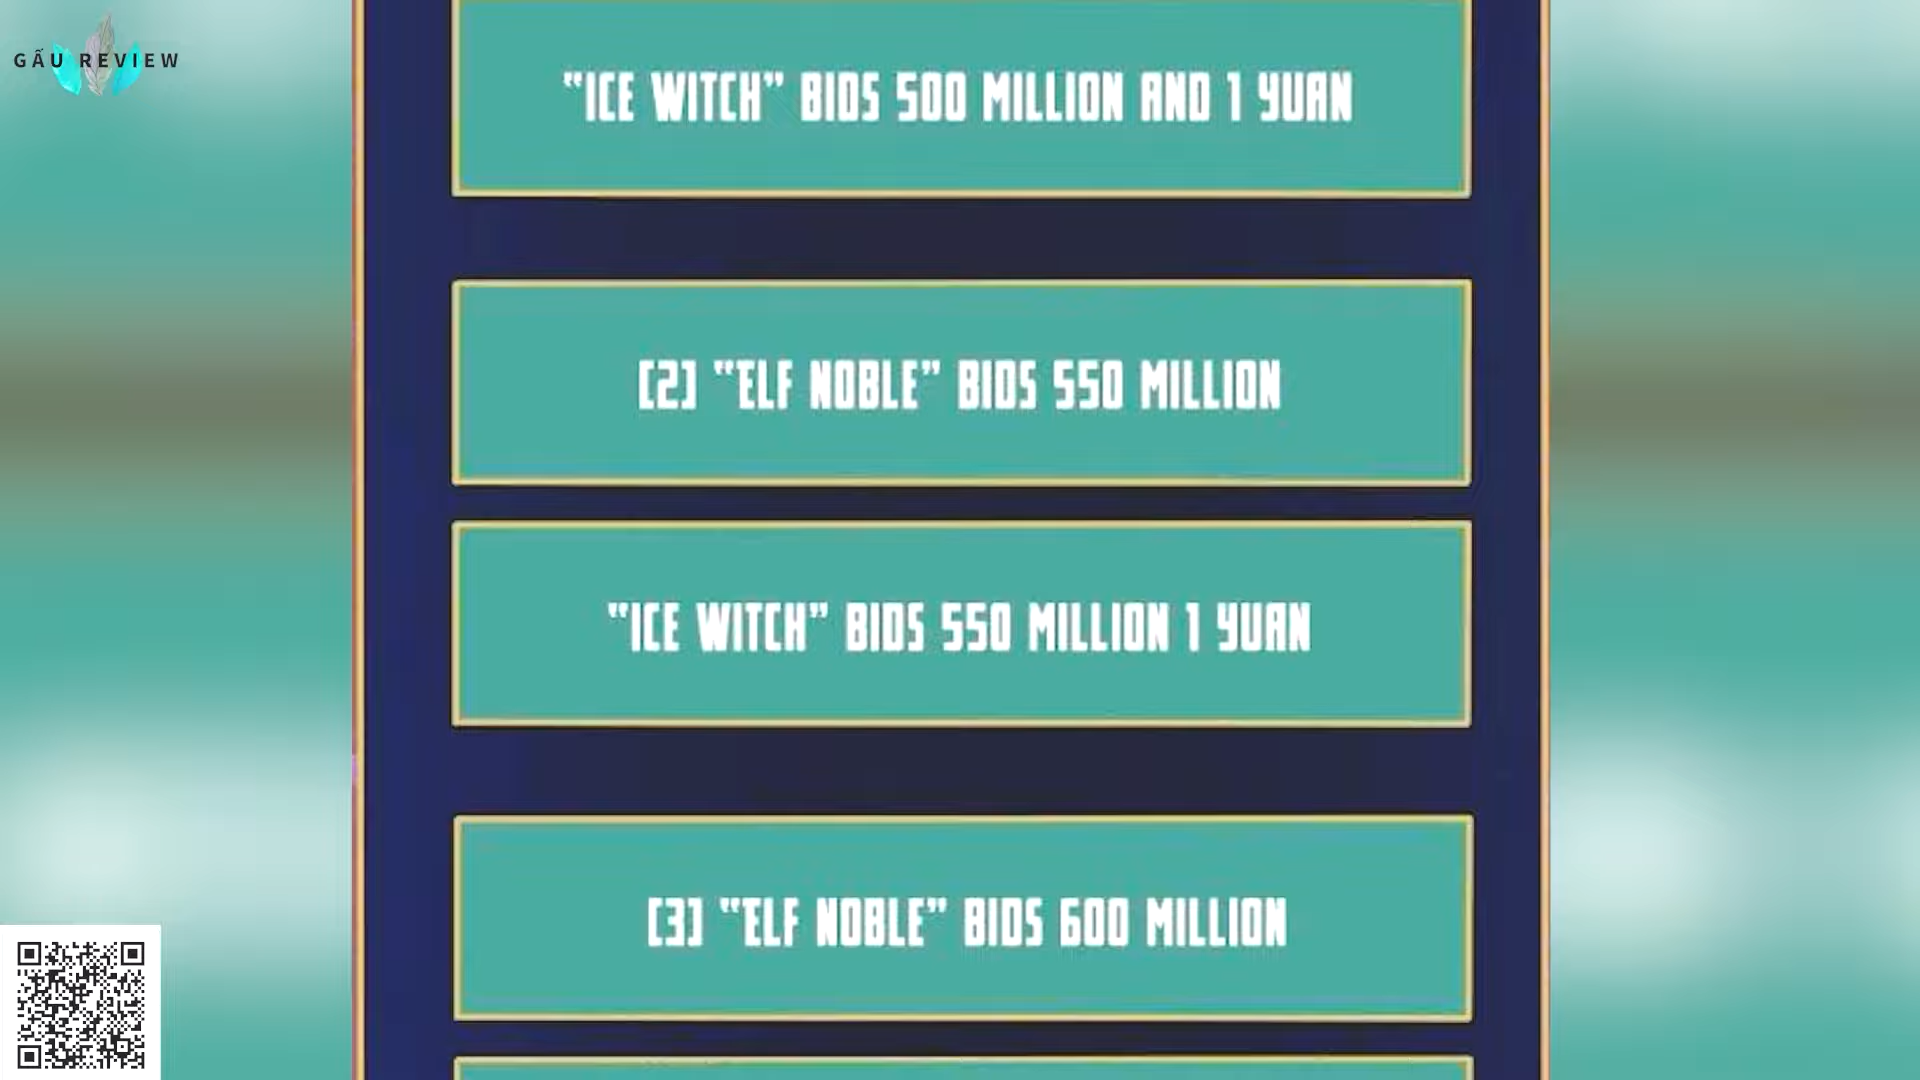 GẤU REVIEW
“ICE WITCH” BIDS 500 MILLION AND 1 YUAN
[2] “ELF NOBLE” BIDS 550 MILLION
“ICE WITCH” BIDS 550 MILLION 1 YUAN
[3] “ELF NOBLE” BIDS 600 MILLION